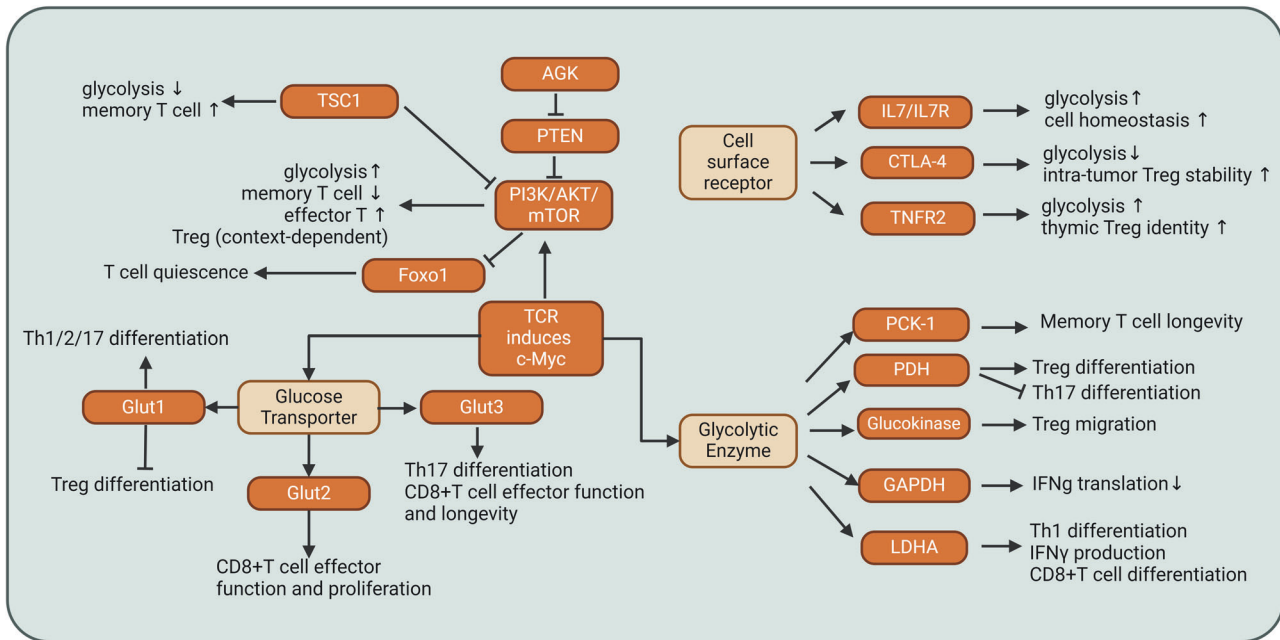 glycolysis ↓
memory T cell ↑
TSC1
AGK
PTEN
PI3K/AKT/
mTOR
glycolysis ↑
memory T cell ↓
effector T ↑
Treg (context-dependent)
T cell quiescence
Foxo1
TCR
induces
c-Myc
Th1/2/17 differentiation
Glut1
Treg differentiation
Glucose
Transporter
Glut2
CD8+T cell effector
function and proliferation
Glut3
Th17 differentiation
CD8+T cell effector function
and longevity
Cell
surface
receptor
IL7/IL7R
glycolysis ↑
cell homeostasis ↑
CTLA-4
glycolysis ↓
intra-tumor Treg stability ↑
TNFR2
glycolysis ↑
thymic Treg identity ↑
Glycolytic
Enzyme
PCK-1
Memory T cell longevity
PDH
Treg differentiation
Th17 differentiation
Glucokinase
Treg migration
GAPDH
IFNg translation ↓
LDHA
Th1 differentiation
IFNγ production
CD8+T cell differentiation